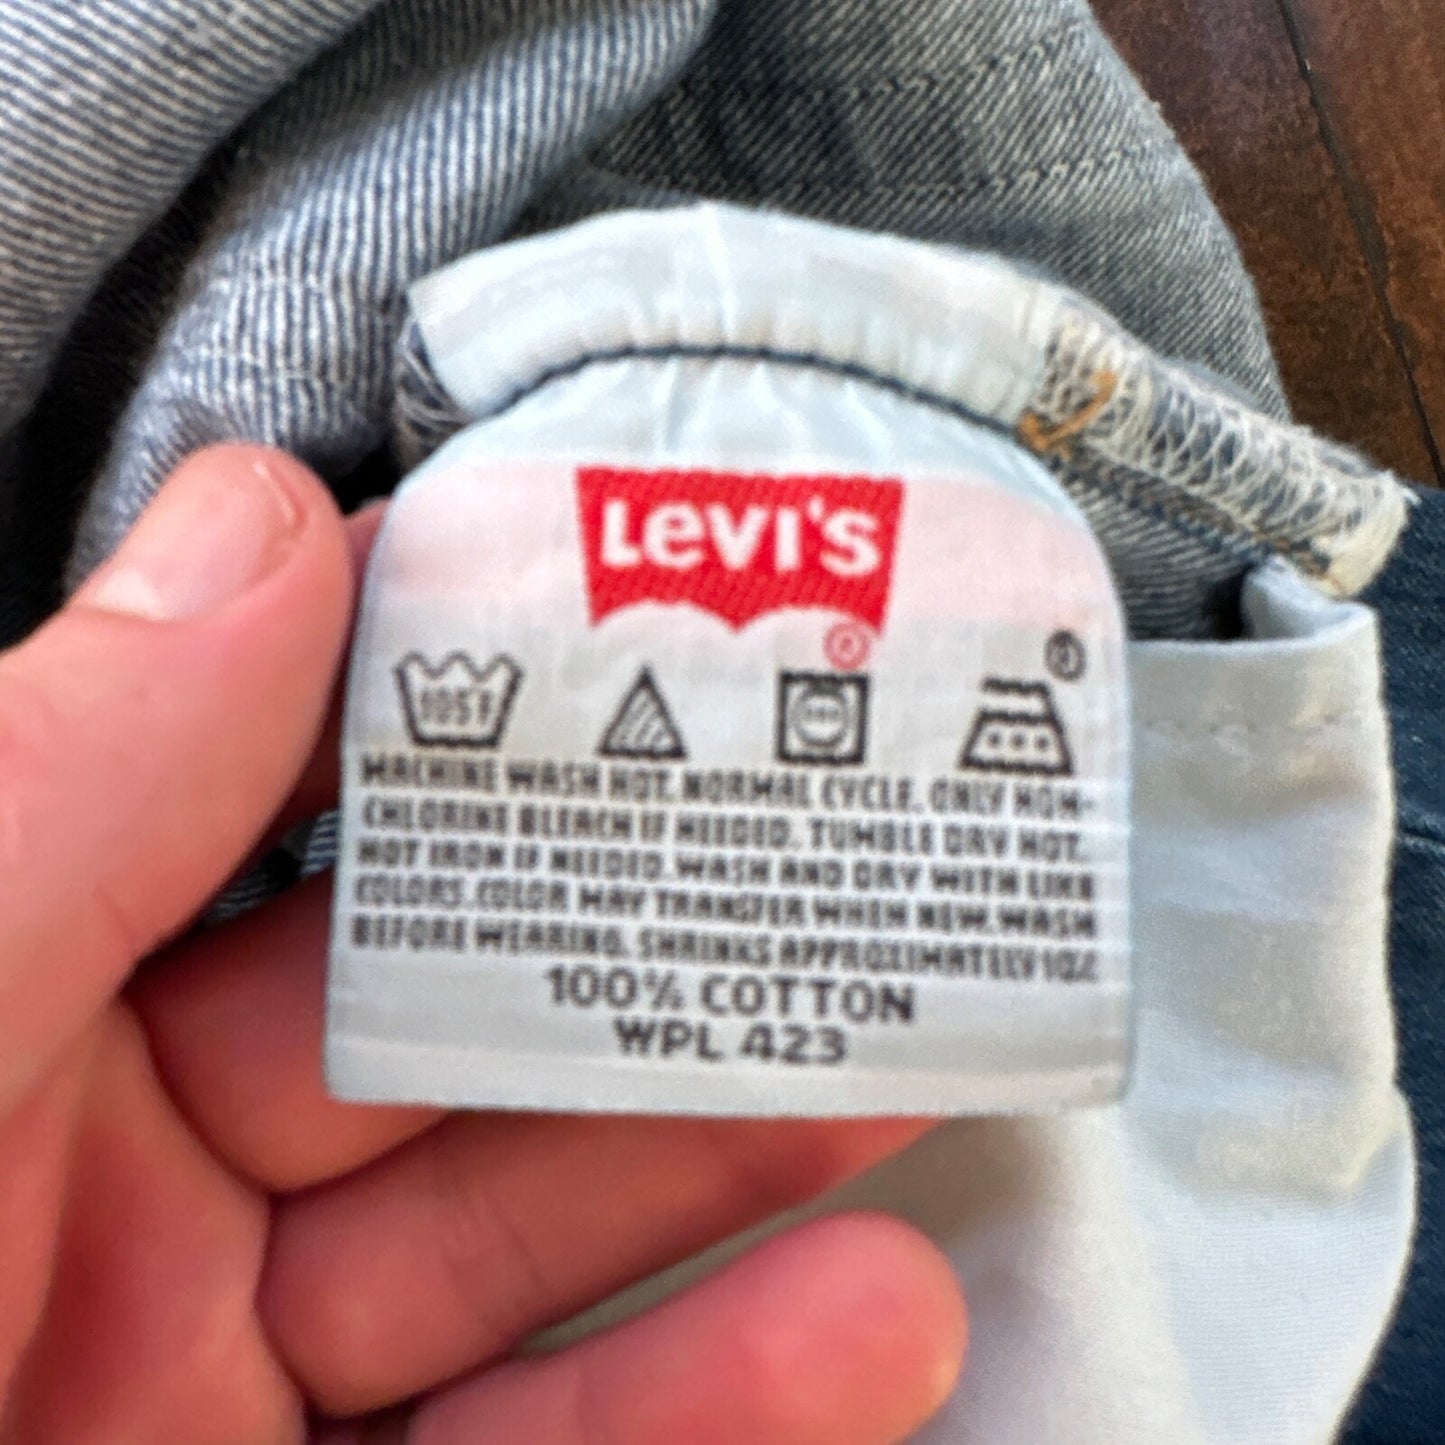 Levi's
®
105F
MACHINE WASH HOT. NORMAL CYCLE. ONLY NON-
CHLORINE BLEACH IF NEEDED. TUMBLE DRY HOT.
HOT IRON IF NEEDED. WASH AND DRY WITH LIKE
COLORS. COLOR MAY TRANSFER WHEN NEW. WASH
BEFORE WEARING. SHRINKS APPROXIMATELY 10%.
100% COTTON
WPL 423